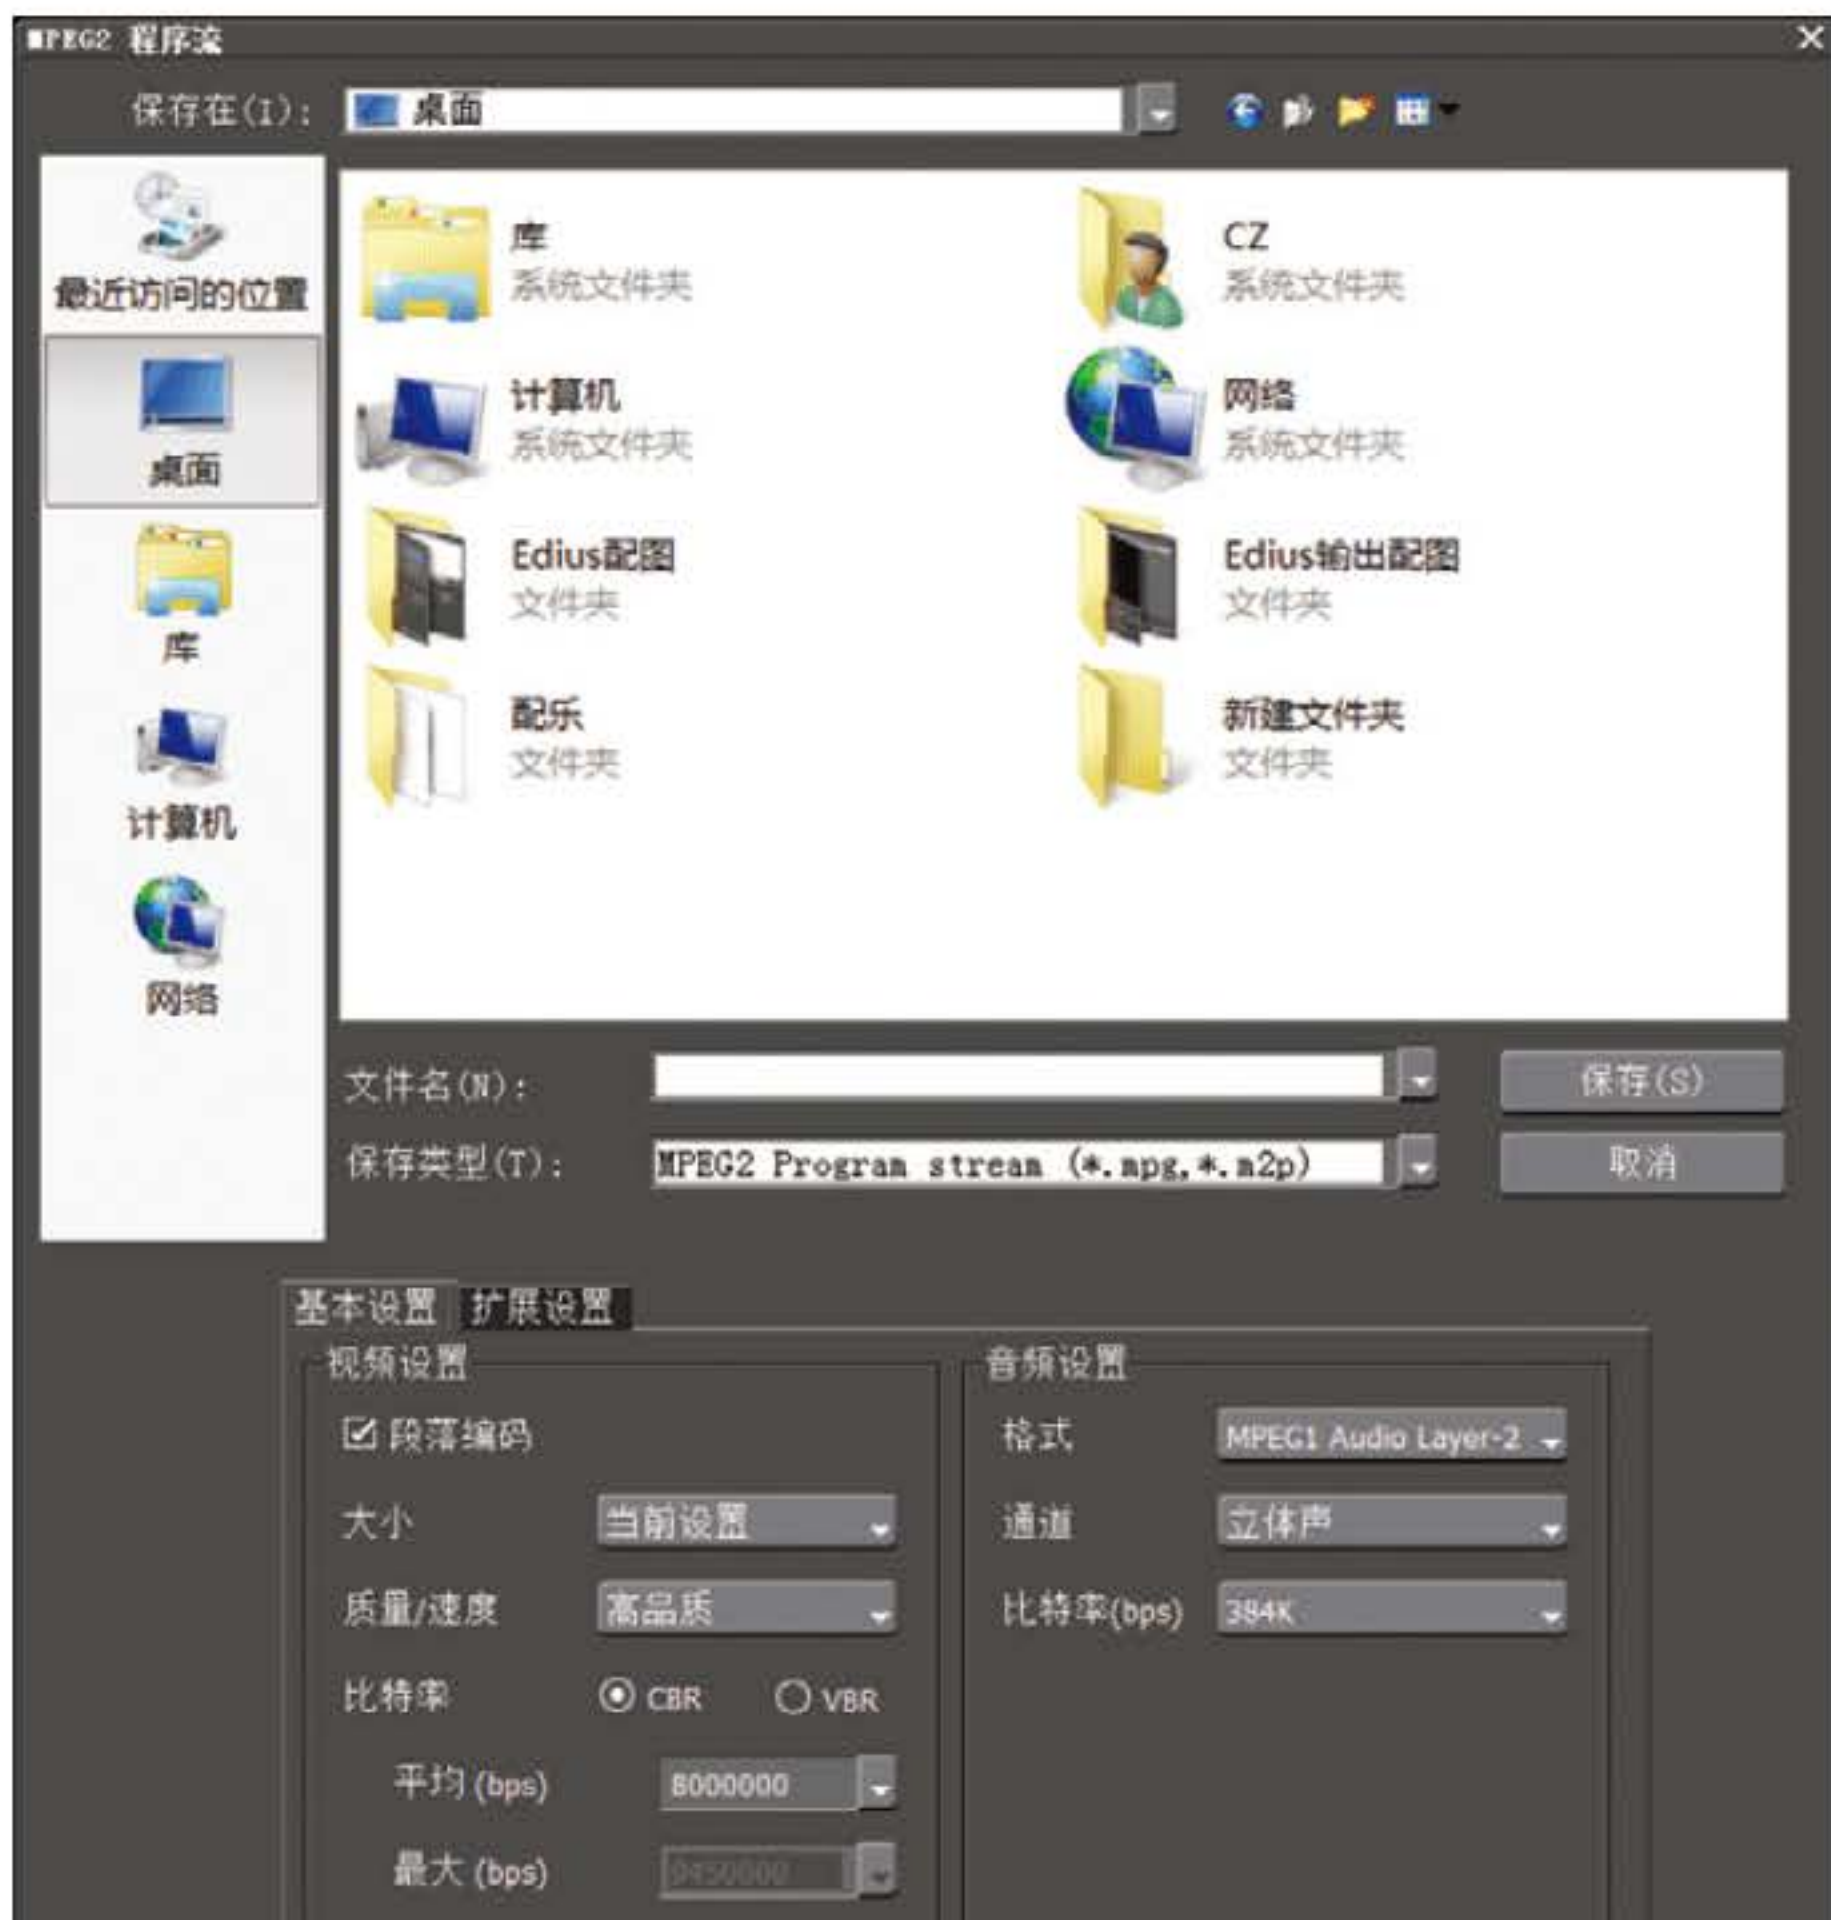 MPEG2 程序流
保存在(I): 桌面
最近访问的位置
桌面
库
计算机
网络
库
系统文件夹
CZ
系统文件夹
计算机
系统文件夹
网络
系统文件夹
Edius配图
文件夹
Edius输出配图
文件夹
配乐
文件夹
新建文件夹
文件夹
文件名(N): 保存(S)
保存类型(T): MPEG2 Program stream (*.mpg,*.m2p) 取消
基本设置 扩展设置
视频设置
段落编码
大小 当前设置
质量/速度 高品质
比特率 CBR VBR
平均 (bps) 8000000
最大 (bps) 9450000
音频设置
格式 MPEG1 Audio Layer-2
通道 立体声
比特率(bps) 384K